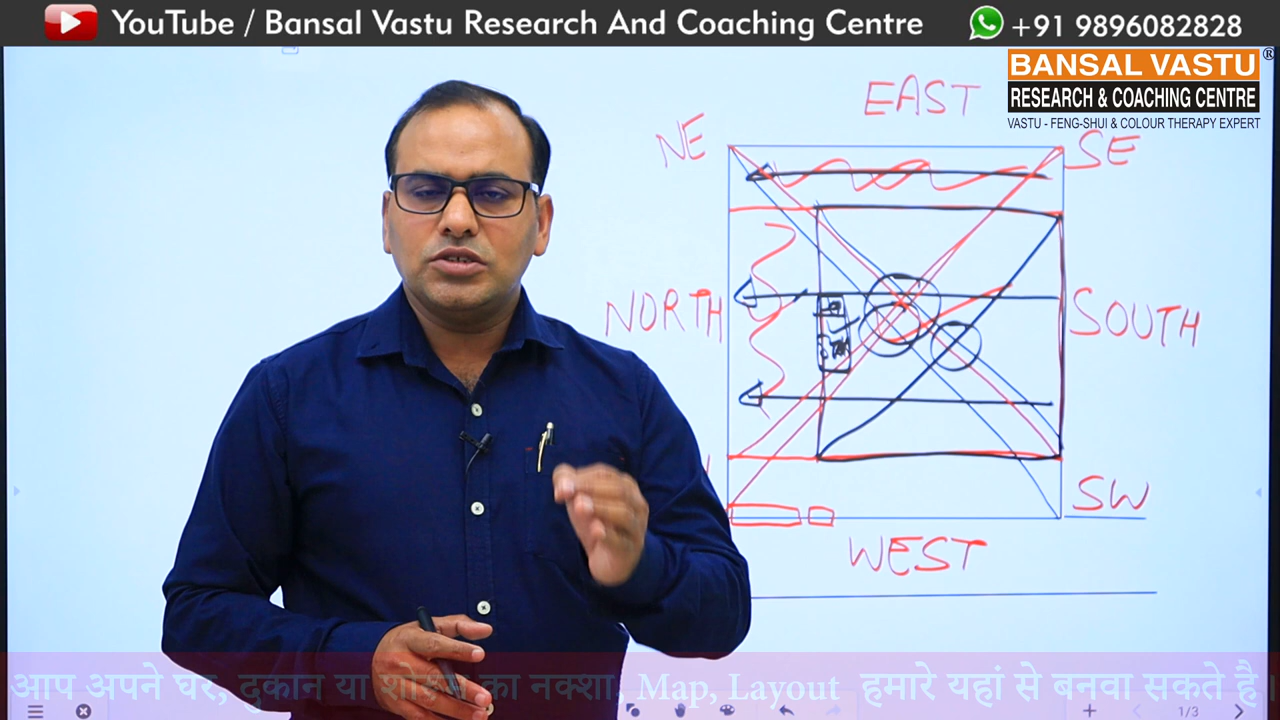 YouTube / Bansal Vastu Research And Coaching Centre
+91 9896082828
BANSAL VASTU ®
RESEARCH & COACHING CENTRE
VASTU - FENG-SHUI & COLOUR THERAPY EXPERT
EAST
NE
SE
NORTH
SOUTH
SW
WEST
आप अपने घर, दुकान या शोरूम का नक्शा, Map, Layout हमारे यहां से बनवा सकते है।
1/3